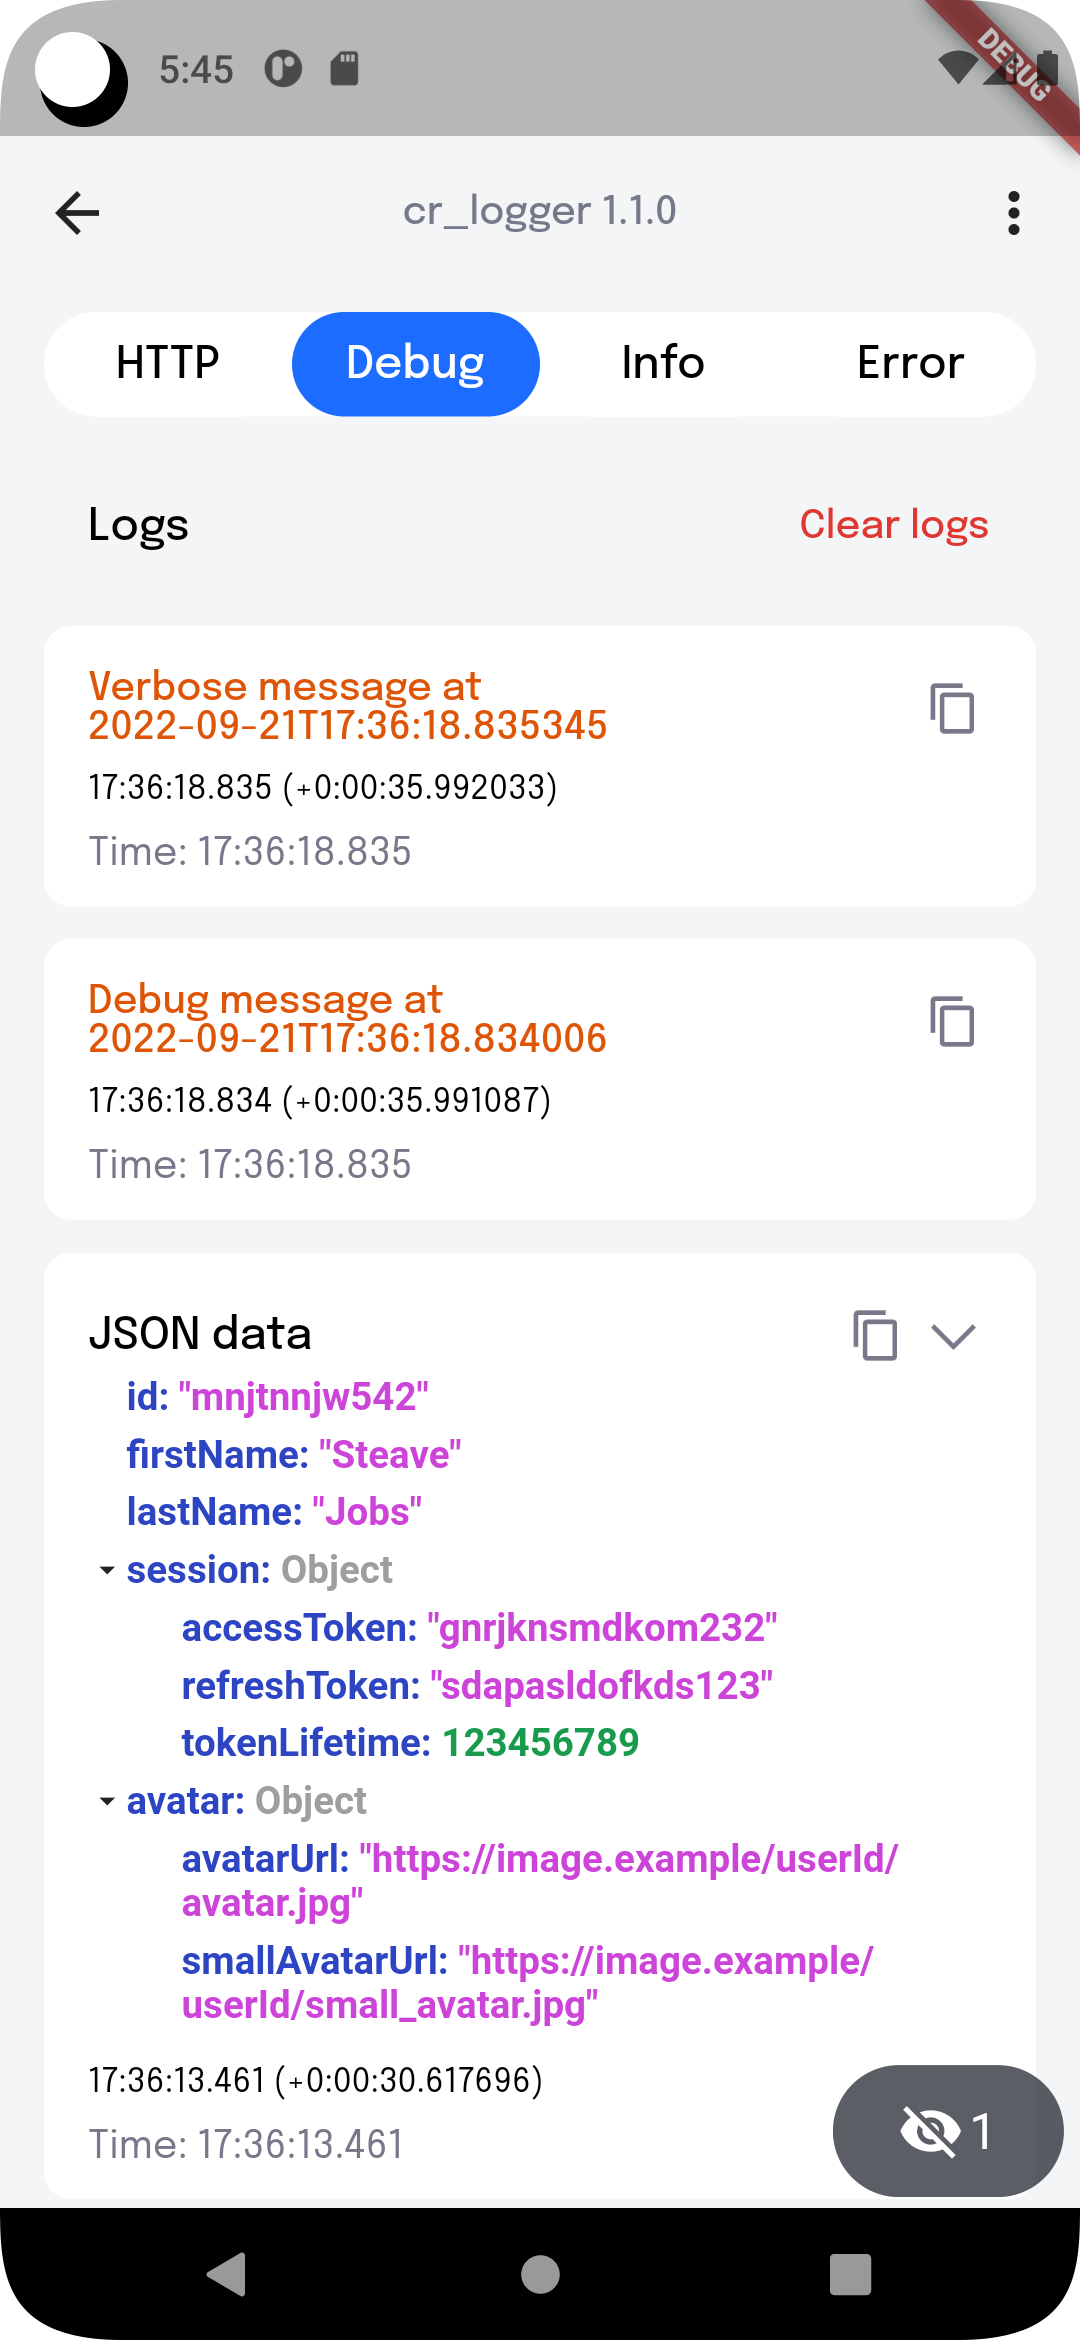 5:45
DEBUG
cr_logger 1.1.0
HTTP Debug Info Error
Logs Clear logs
Verbose message at
2022-09-21T17:36:18.835345
17:36:18.835 (+0:00:35.992033)
Time: 17:36:18.835
Debug message at
2022-09-21T17:36:18.834006
17:36:18.834 (+0:00:35.991087)
Time: 17:36:18.835
JSON data
id: "mnjtnnjw542"
firstName: "Steave"
lastName: "Jobs"
session: Object
accessToken: "gnrjknsmdkom232"
refreshToken: "sdapasldofkds123"
tokenLifetime: 123456789
avatar: Object
avatarUrl: "https://image.example/userId/
avatar.jpg"
smallAvatarUrl: "https://image.example/
userId/small_avatar.jpg"
17:36:13.461 (+0:00:30.617696)
1
Time: 17:36:13.461